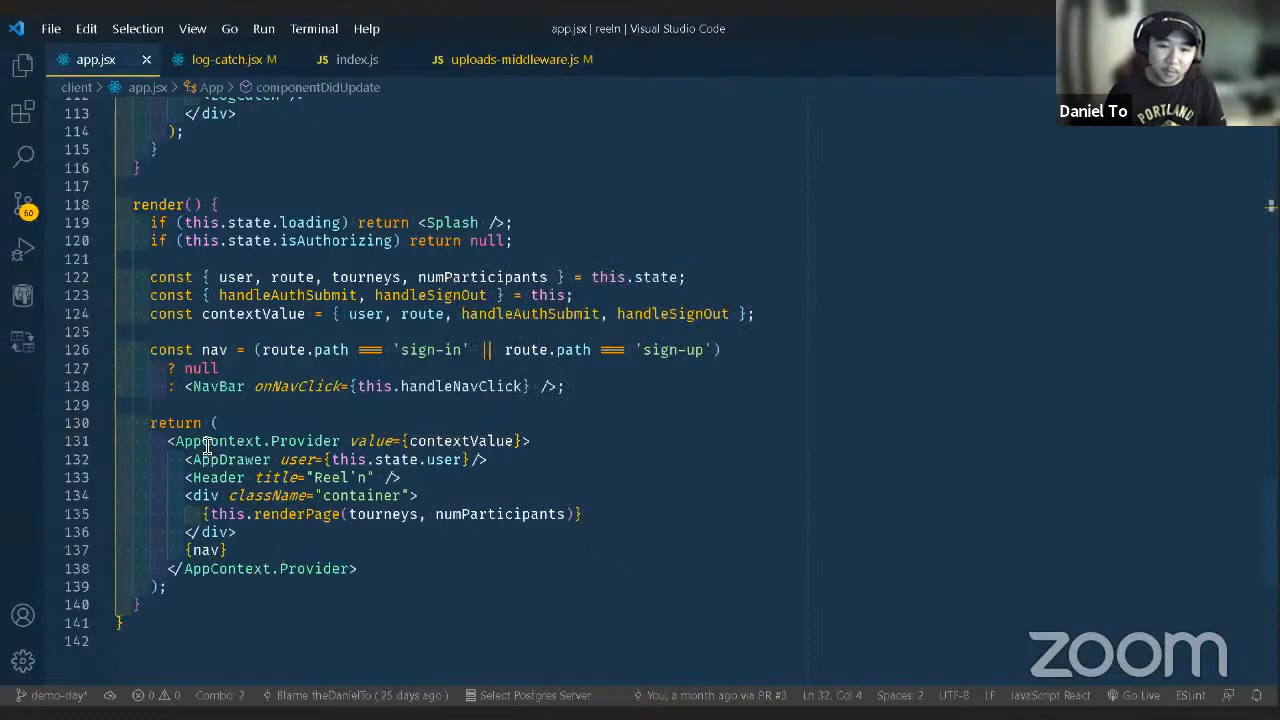 File Edit Selection View Go Run Terminal Help
app.jsx | reeln | Visual Studio Code
app.jsx log-catch.jsx M index.js uploads-middleware.js M
client > app.jsx > App > componentDidUpdate
113 </div>
114 );
115 }
116 }
117
118 render() {
119 if (this.state.loading) return <Splash />;
120 if (this.state.isAuthorizing) return null;
121
122 const { user, route, tourneys, numParticipants } = this.state;
123 const { handleAuthSubmit, handleSignOut } = this;
124 const contextValue = { user, route, handleAuthSubmit, handleSignOut };
125
126 const nav = (route.path === 'sign-in' || route.path === 'sign-up')
127 ? null
128 : <NavBar onNavClick={this.handleNavClick} />;
129
130 return (
131 <AppContext.Provider value={contextValue}>
132 <AppDrawer user={this.state.user}/>
133 <Header title="Reel'n" />
134 <div className="container">
135 {this.renderPage(tourneys, numParticipants)}
136 </div>
137 {nav}
138 </AppContext.Provider>
139 );
140 }
141 }
142
60
Daniel To
PORTLAND
zoom
demo-day* 0 0 Combo: 2 Blame theDanielTo ( 25 days ago ) Select Postgres Server You, a month ago via PR #3 Ln 32, Col 4 Spaces: 2 UTF-8 LF JavaScript React Go Live ESLint